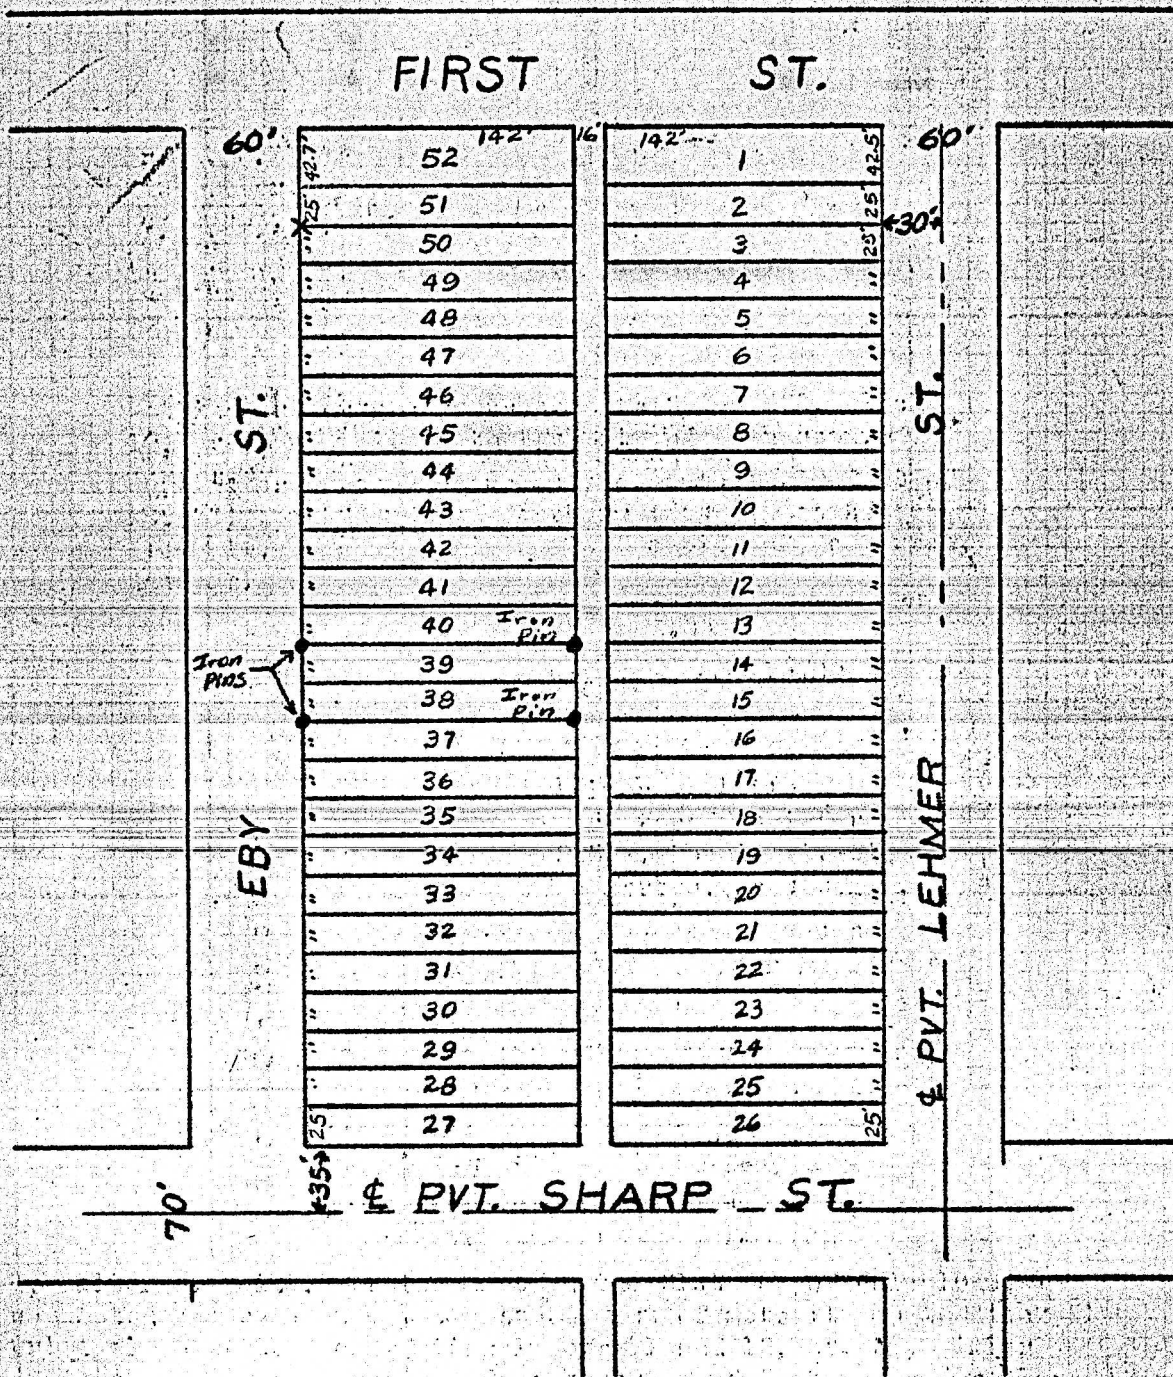 FIRST ST.
60' 142' 16' 142' 60'
42.7' 52 1 42.5'
25' 51 2 25'
30'
" 50 3 25'
" 49 4 "
" 48 5 "
" 47 6 "
" 46 7 "
" 45 8 "
" 44 9 "
" 43 10 "
" 42 11 "
" 41 12 "
" 40 13 "
Iron
Pin
Iron
Pins
" 39 14 "
38 15 "
Iron
Pin
" 37 16 "
" 36 17 "
" 35 18 "
" 34 19 "
" 33 20 "
" 32 21 "
" 31 22 "
" 30 23 "
" 29 24 "
" 28 25 "
25' 27 26 25'
EBY ST.
℄ PVT. LEHMER ST.
35'
70'
℄ PVT. SHARP ST.